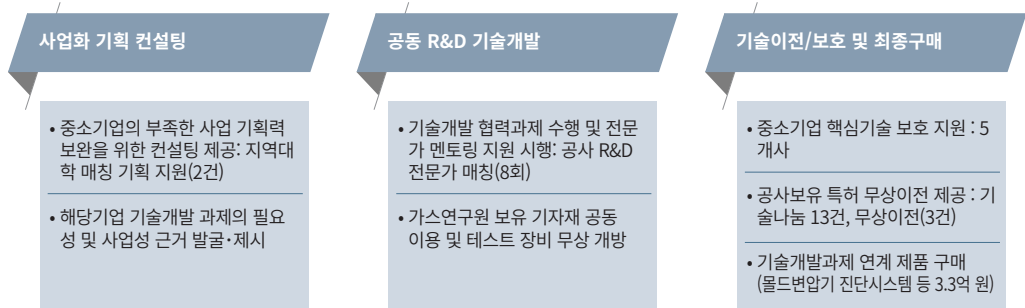 사업화 기획 컨설팅
• 중소기업의 부족한 사업 기획력
보완을 위한 컨설팅 제공: 지역대
학 매칭 기획 지원(2건)
• 해당기업 기술개발 과제의 필요
성 및 사업성 근거 발굴·제시
공동 R&D 기술개발
• 기술개발 협력과제 수행 및 전문
가 멘토링 지원 시행: 공사 R&D
전문가 매칭(8회)
• 가스연구원 보유 기자재 공동
이용 및 테스트 장비 무상 개방
기술이전/보호 및 최종구매
• 중소기업 핵심기술 보호 지원 : 5
개사
• 공사보유 특허 무상이전 제공 : 기
술나눔 13건, 무상이전(3건)
• 기술개발과제 연계 제품 구매
(몰드변압기 진단시스템 등 3.3억 원)